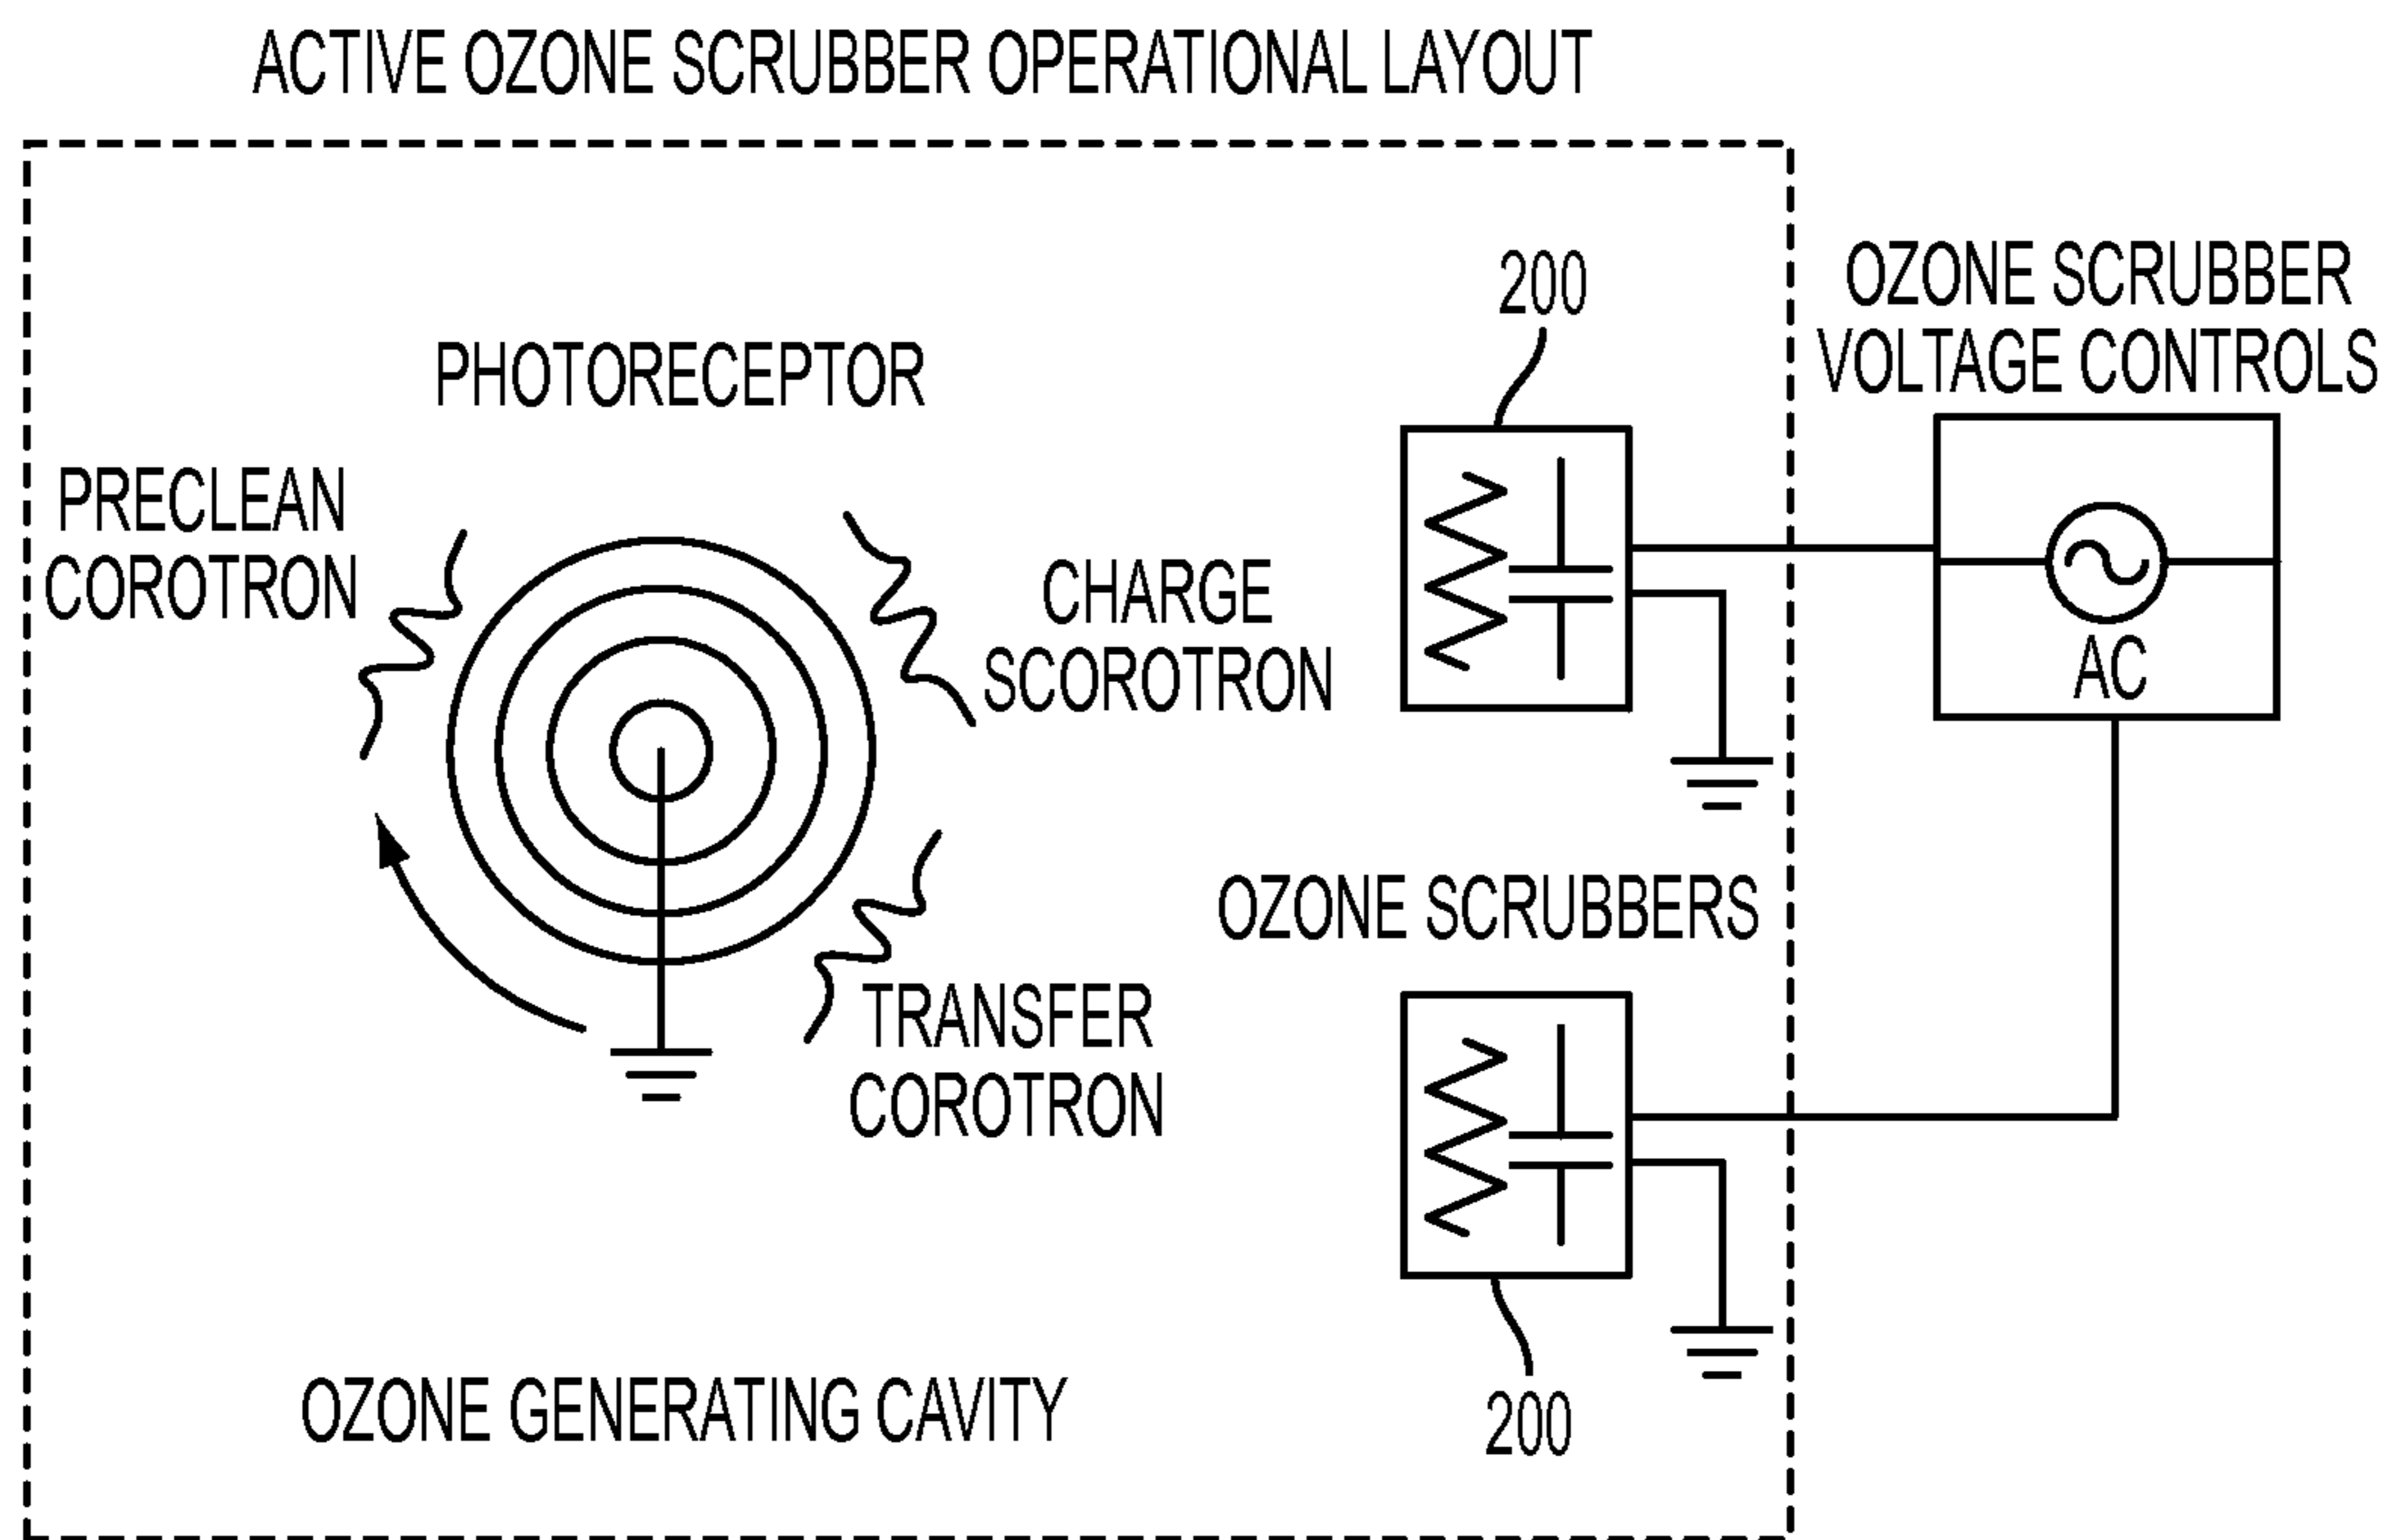 ACTIVE OZONE SCRUBBER OPERATIONAL LAYOUT
200
OZONE SCRUBBER
VOLTAGE CONTROLS
PHOTORECEPTOR
PRECLEAN
COROTRON
CHARGE
SCOROTRON
AC
OZONE SCRUBBERS
TRANSFER
COROTRON
OZONE GENERATING CAVITY
200